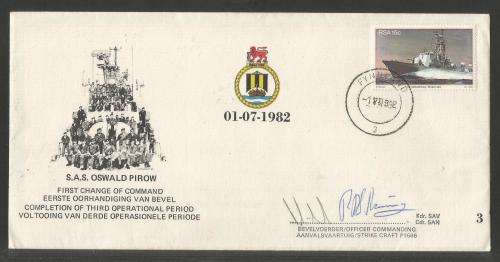 RSA 15c
01-07-1982
S.A.S. OSWALD PIROW
FIRST CHANGE OF COMMAND
EERSTE OORHANDIGING VAN BEVEL
COMPLETION OF THIRD OPERATIONAL PERIOD
VOLTOOING VAN DERDE OPERASIONELE PERIODE
Kdr. SAV
Cdr. SAN
BEVELVOERDER/OFFICER COMMANDING
AANVALSVAARTUIG/STRIKE CRAFT P1566
3